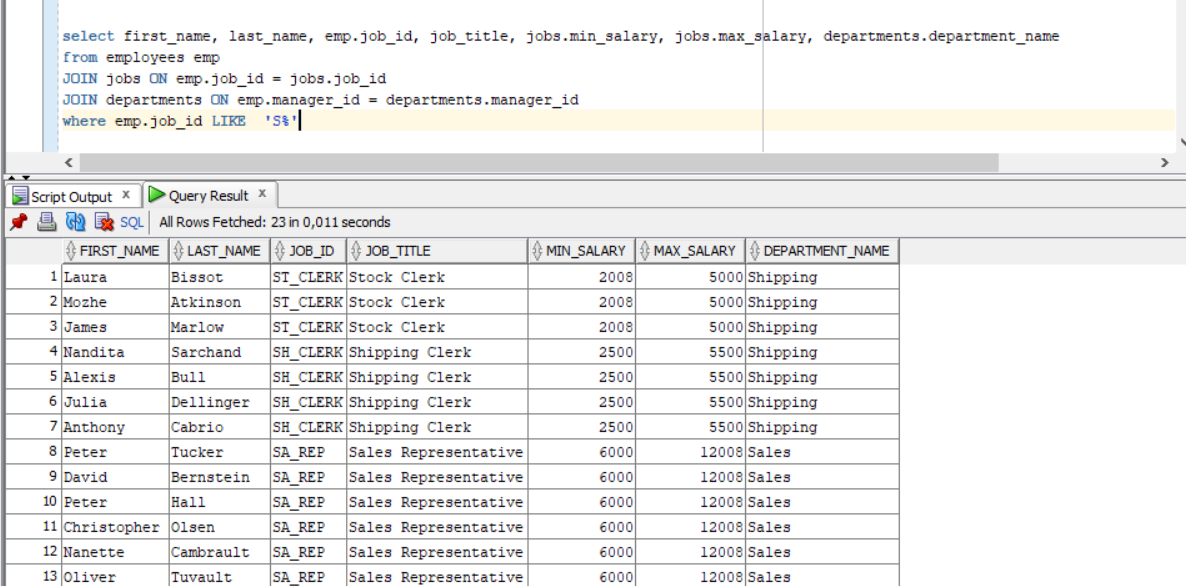 select first_name, last_name, emp.job_id, job_title, jobs.min_salary, jobs.max_salary, departments.department_name
from employees emp
JOIN jobs ON emp.job_id = jobs.job_id
JOIN departments ON emp.manager_id = departments.manager_id
where emp.job_id LIKE  'S%'
Script Output x Query Result x
SQL All Rows Fetched: 23 in 0,011 seconds
FIRST_NAME LAST_NAME JOB_ID JOB_TITLE MIN_SALARY MAX_SALARY DEPARTMENT_NAME
1 Laura Bissot ST_CLERK Stock Clerk 2008 5000 Shipping
2 Mozhe Atkinson ST_CLERK Stock Clerk 2008 5000 Shipping
3 James Marlow ST_CLERK Stock Clerk 2008 5000 Shipping
4 Nandita Sarchand SH_CLERK Shipping Clerk 2500 5500 Shipping
5 Alexis Bull SH_CLERK Shipping Clerk 2500 5500 Shipping
6 Julia Dellinger SH_CLERK Shipping Clerk 2500 5500 Shipping
7 Anthony Cabrio SH_CLERK Shipping Clerk 2500 5500 Shipping
8 Peter Tucker SA_REP Sales Representative 6000 12008 Sales
9 David Bernstein SA_REP Sales Representative 6000 12008 Sales
10 Peter Hall SA_REP Sales Representative 6000 12008 Sales
11 Christopher Olsen SA_REP Sales Representative 6000 12008 Sales
12 Nanette Cambrault SA_REP Sales Representative 6000 12008 Sales
13 Oliver Tuvault SA_REP Sales Representative 6000 12008 Sales